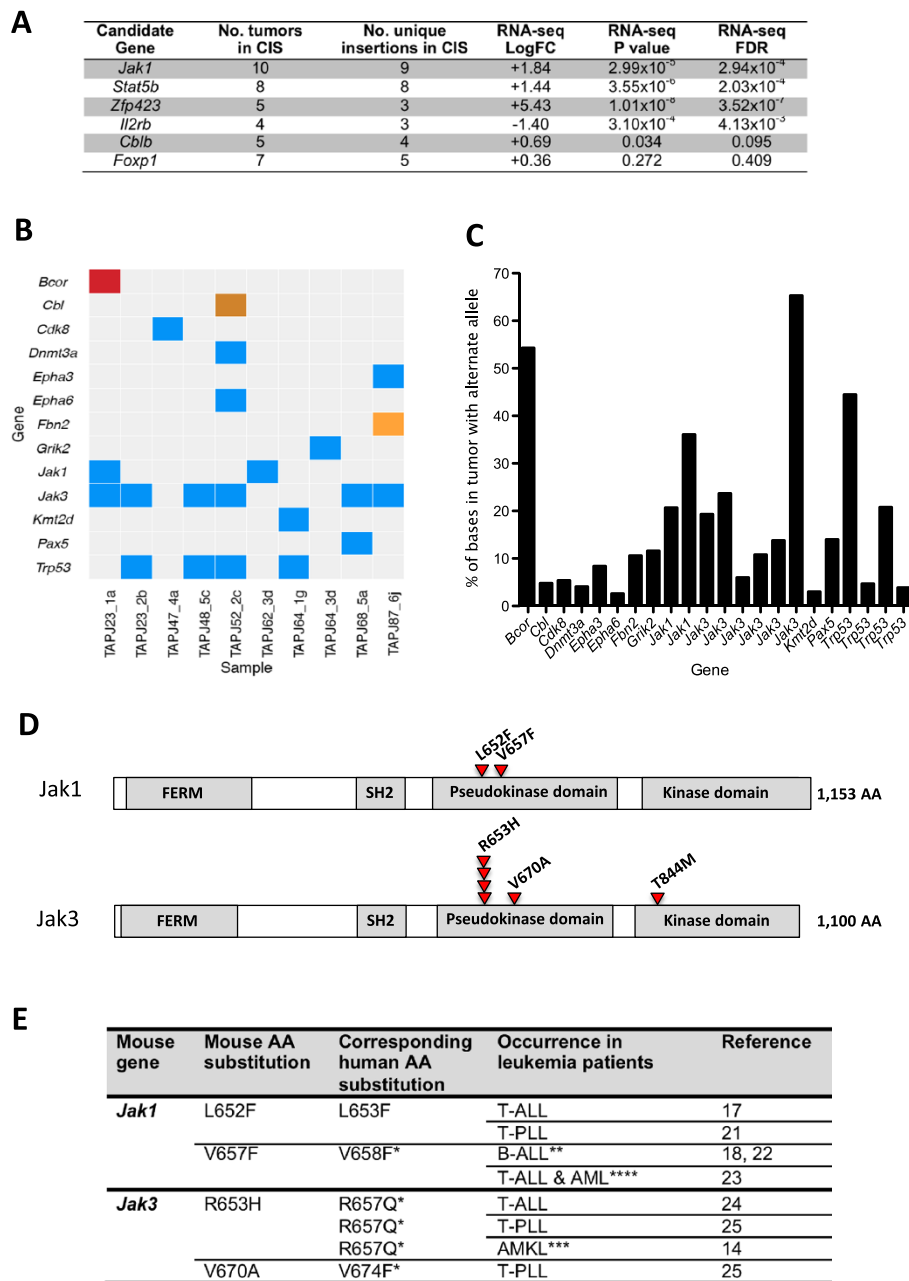 A
Candidate Gene No. tumors in CIS No. unique insertions in CIS RNA-seq LogFC RNA-seq P value RNA-seq FDR
Jak1 10 9 +1.84 2.99x10-5 2.94x10-4
Stat5b 8 8 +1.44 3.55x10-6 2.03x10-4
Zfp423 5 3 +5.43 1.01x10-8 3.52x10-7
Il2rb 4 3 -1.40 3.10x10-4 4.13x10-3
Cblb 5 4 +0.69 0.034 0.095
Foxp1 7 5 +0.36 0.272 0.409
B
Gene
Bcor
Cbl
Cdk8
Dnmt3a
Epha3
Epha6
Fbn2
Grik2
Jak1
Jak3
Kmt2d
Pax5
Trp53
TAPJ23_1a TAPJ23_2b TAPJ47_4a TAPJ48_5c TAPJ52_2c TAPJ62_3d TAPJ64_1g TAPJ64_3d TAPJ68_5a TAPJ87_6j
Sample
C
% of bases in tumor with alternate allele
70
60
50
40
30
20
10
0
Bcor Cbl Cdk8 Dnmt3a Epha3 Epha6 Fbn2 Grik2 Jak1 Jak1 Jak3 Jak3 Jak3 Jak3 Jak3 Jak3 Kmt2d Pax5 Trp53 Trp53 Trp53 Trp53
Gene
D
L652F V657F
Jak1 FERM SH2 Pseudokinase domain Kinase domain 1,153 AA
R653H V670A T844M
Jak3 FERM SH2 Pseudokinase domain Kinase domain 1,100 AA
E
Mouse gene Mouse AA substitution Corresponding human AA substitution Occurrence in leukemia patients Reference
Jak1 L652F L653F T-ALL 17
T-PLL 21
V657F V658F* B-ALL** 18, 22
T-ALL & AML**** 23
Jak3 R653H R657Q* T-ALL 24
R657Q* T-PLL 25
R657Q* AMKL*** 14
V670A V674F* T-PLL 25